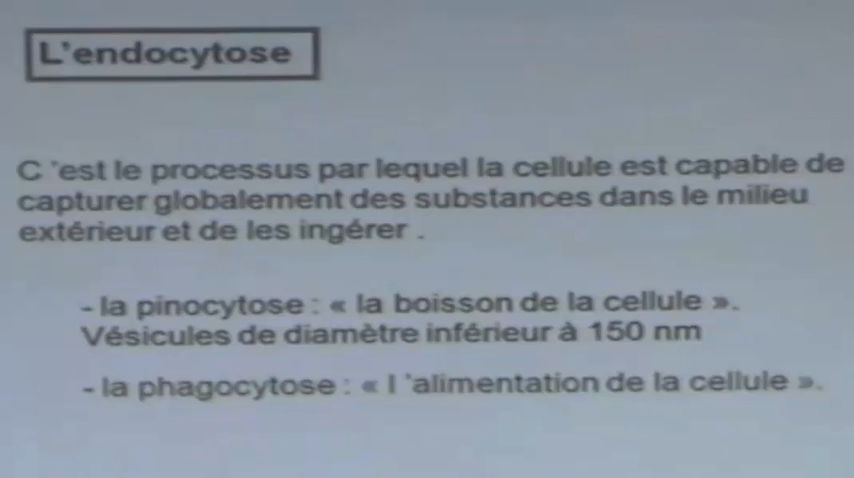 L'endocytose
C 'est le processus par lequel la cellule est capable de
capturer globalement des substances dans le milieu
extérieur et de les ingérer .
- la pinocytose : « la boisson de la cellule ».
Vésicules de diamètre inférieur à 150 nm
- la phagocytose : « l 'alimentation de la cellule ».